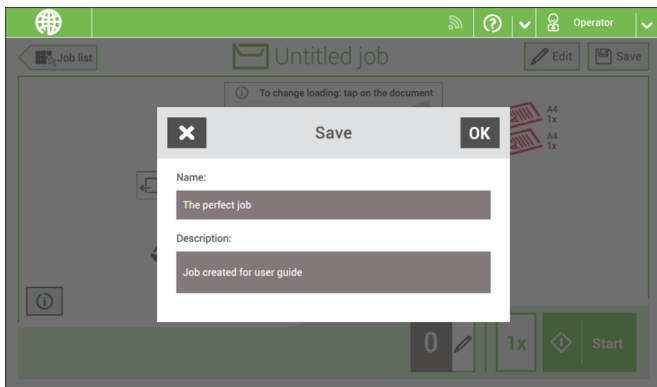 Operator
Job list
Untitled job
Edit
Save
To change loading: tap on the document
A4
1x
A4
1x
Save
OK
Name:
The perfect job
Description:
Job created for user guide
0
1x
Start